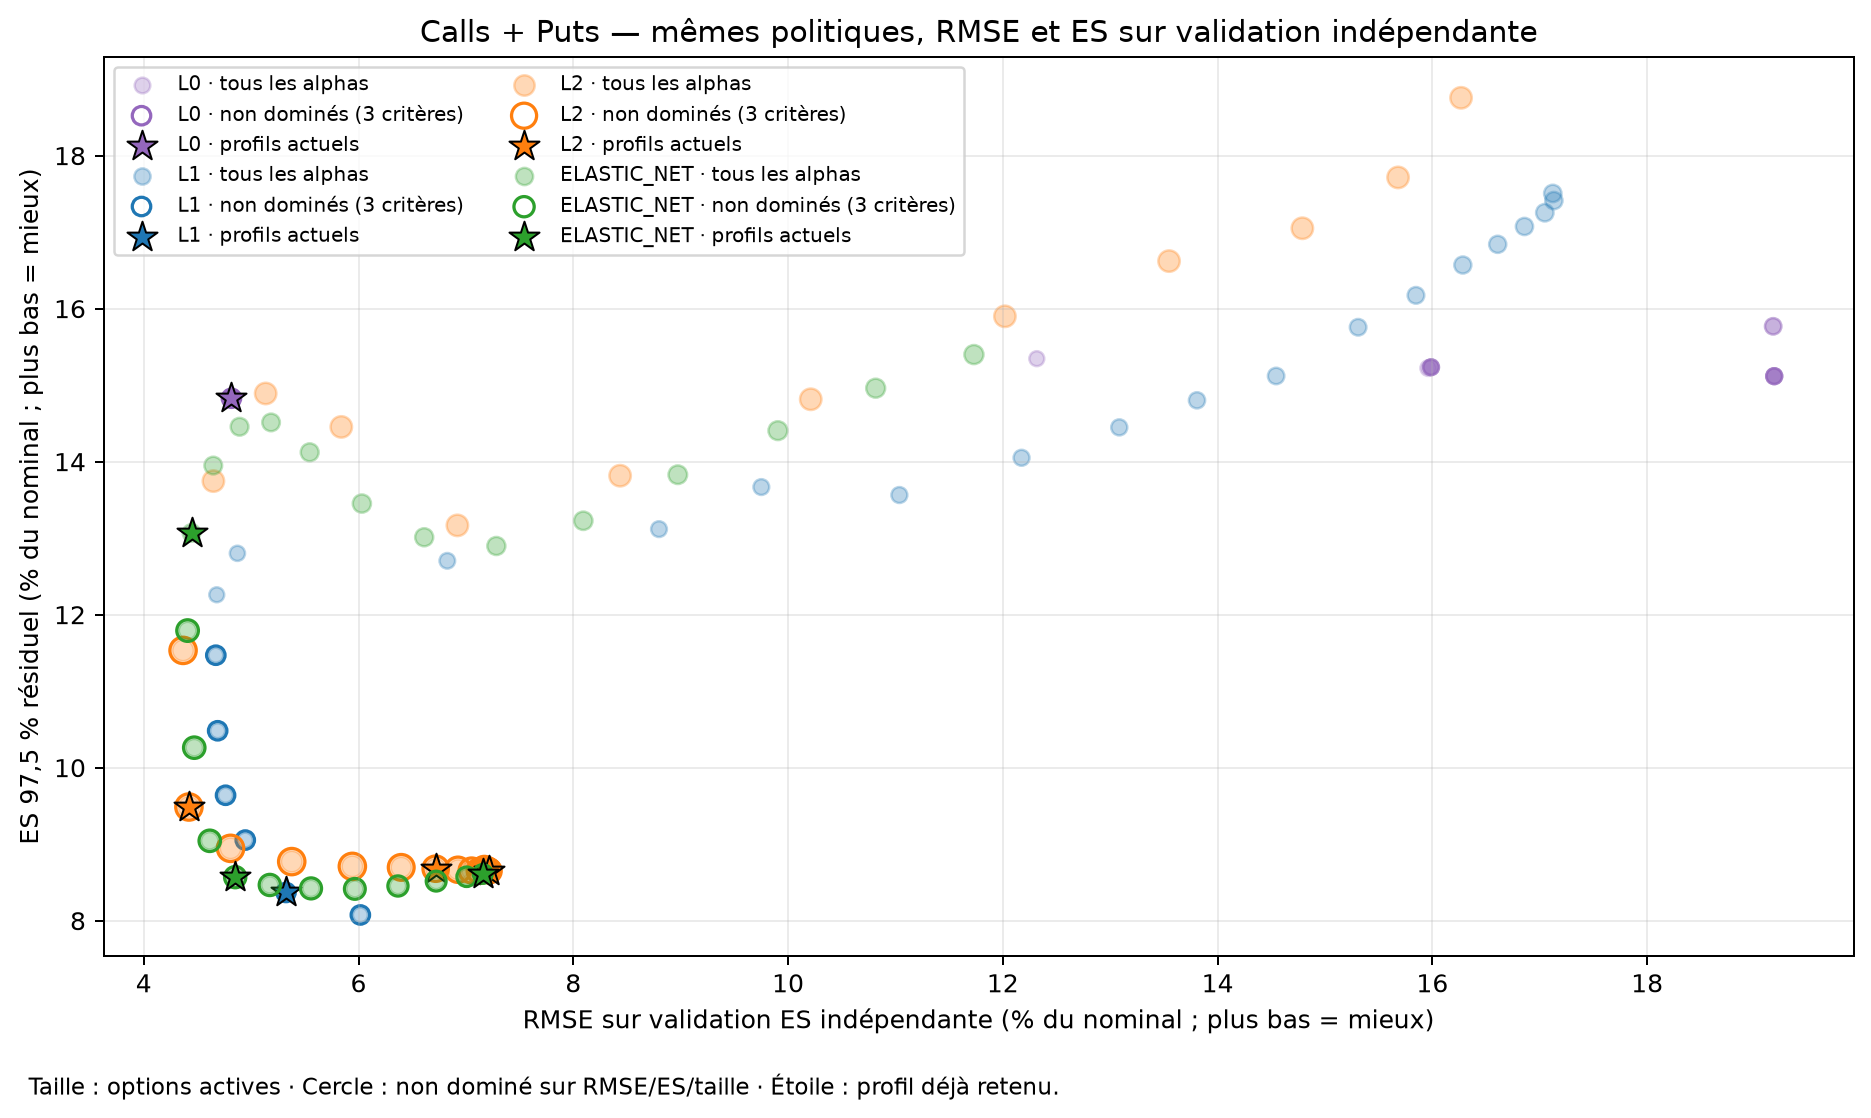 Calls + Puts — mêmes politiques, RMSE et ES sur validation indépendante
L0 · tous les alphas
L0 · non dominés (3 critères)
L0 · profils actuels
L1 · tous les alphas
L1 · non dominés (3 critères)
L1 · profils actuels
L2 · tous les alphas
L2 · non dominés (3 critères)
L2 · profils actuels
ELASTIC_NET · tous les alphas
ELASTIC_NET · non dominés (3 critères)
ELASTIC_NET · profils actuels
ES 97,5 % résiduel (% du nominal ; plus bas = mieux)
18
16
14
12
10
8
4 6 8 10 12 14 16 18
RMSE sur validation ES indépendante (% du nominal ; plus bas = mieux)
Taille : options actives · Cercle : non dominé sur RMSE/ES/taille · Étoile : profil déjà retenu.